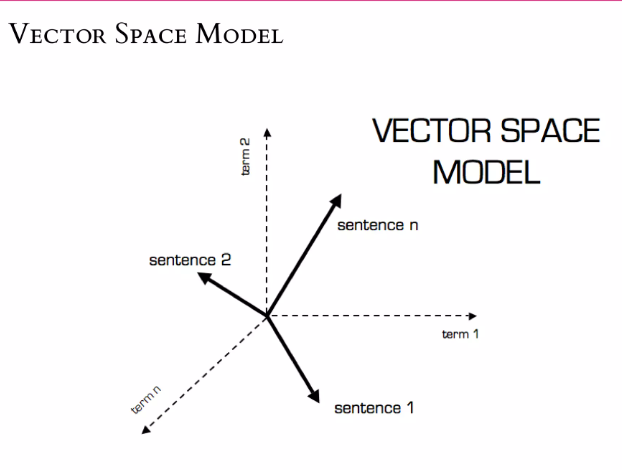 Vector Space Model
VECTOR SPACE
MODEL
term 2
sentence n
sentence 2
term 1
term n
sentence 1